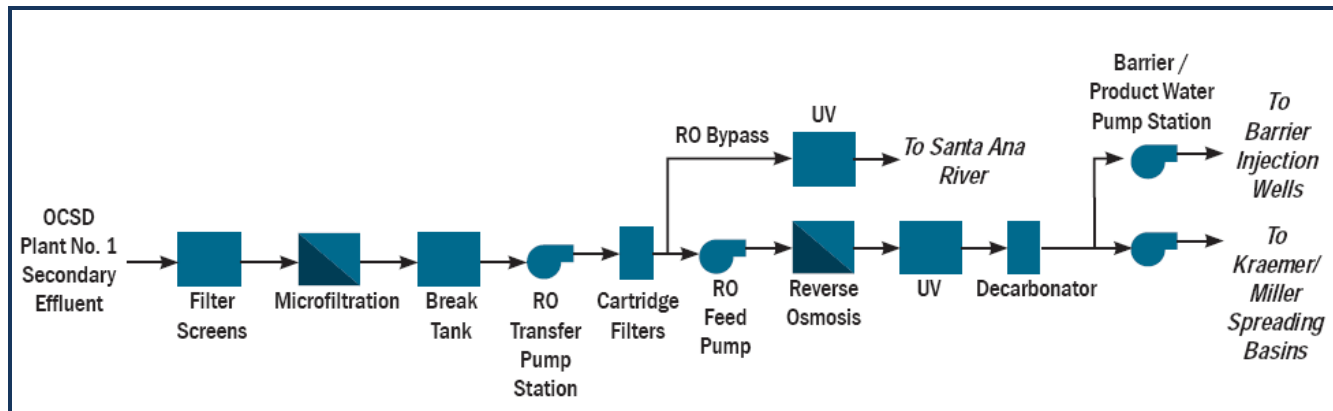 OCSD
Plant No. 1
Secondary
Effluent
Filter
Screens
Microfiltration
Break
Tank
RO
Transfer
Pump
Station
Cartridge
Filters
RO Bypass
UV
To Santa Ana
River
RO
Feed
Pump
Reverse
Osmosis
UV
Decarbonator
Barrier /
Product Water
Pump Station
To
Barrier
Injection
Wells
To
Kraemer/
Miller
Spreading
Basins